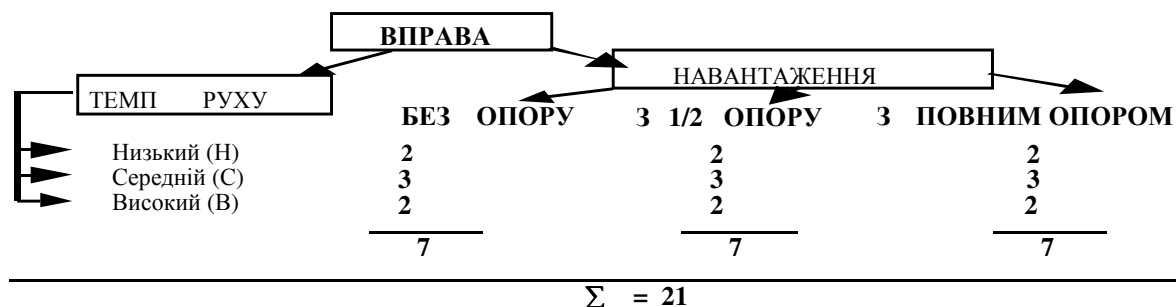 ВПРАВА
НАВАНТАЖЕННЯ
ТЕМП РУХУ
БЕЗ ОПОРУ З 1/2 ОПОРУ З ПОВНИМ ОПОРОМ
Низький (Н) 2 2 2
Середній (С) 3 3 3
Високий (В) 2 2 2
7 7 7
Σ = 21